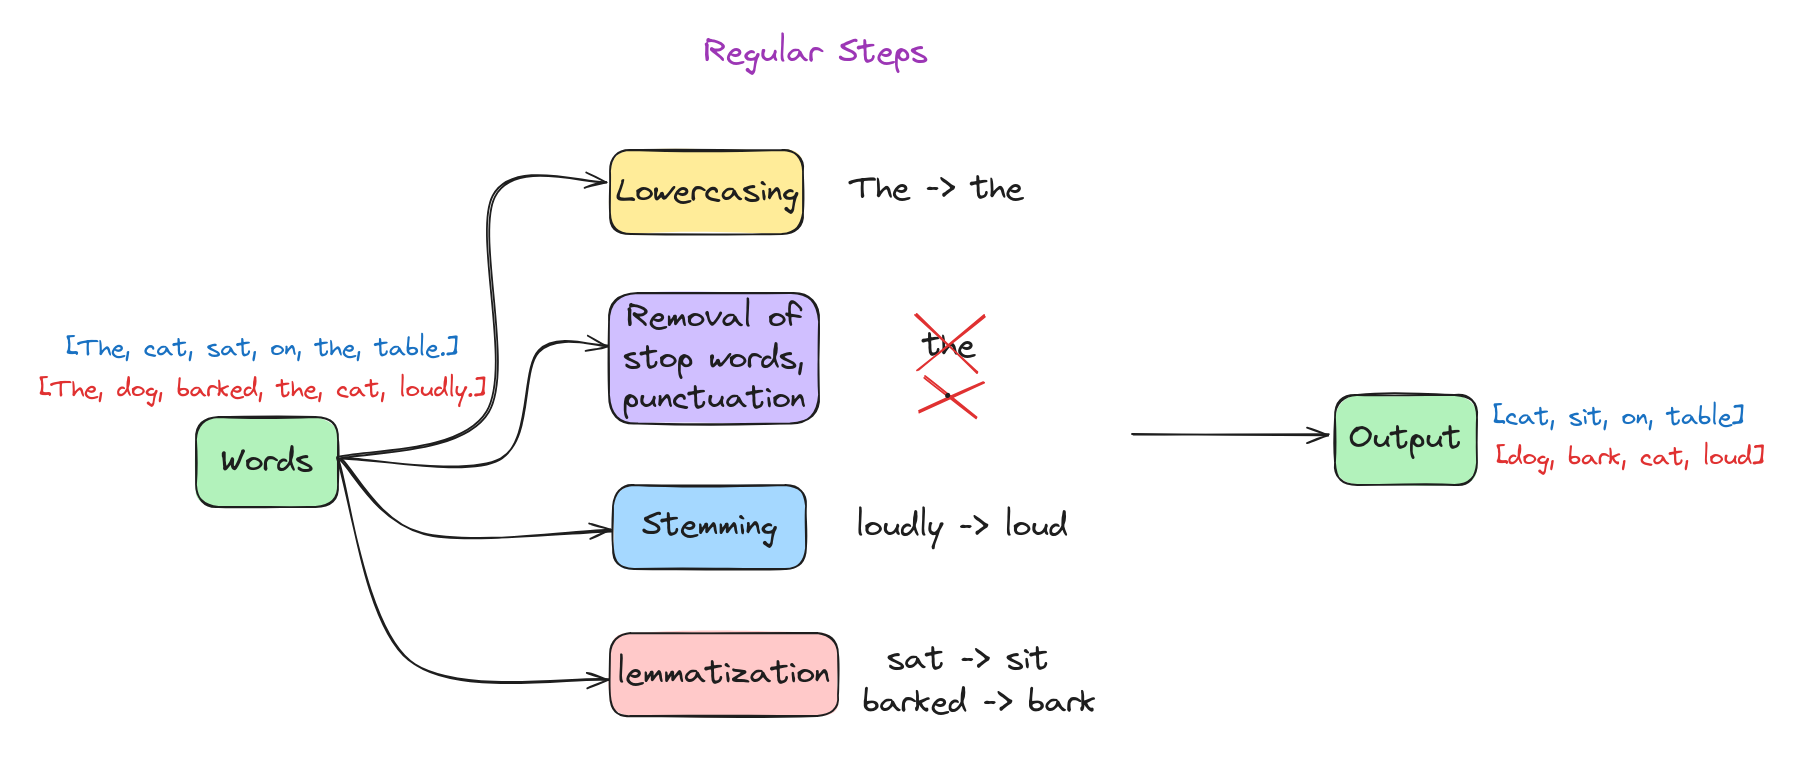 Regular Steps
Lowercasing
The -> the
Removal of
stop words,
punctuation
the
.
[The, cat, sat, on, the, table.]
[The, dog, barked, the, cat, loudly.]
Words
Stemming
loudly -> loud
lemmatization
sat -> sit
barked -> bark
Output
[cat, sit, on, table]
[dog, bark, cat, loud]